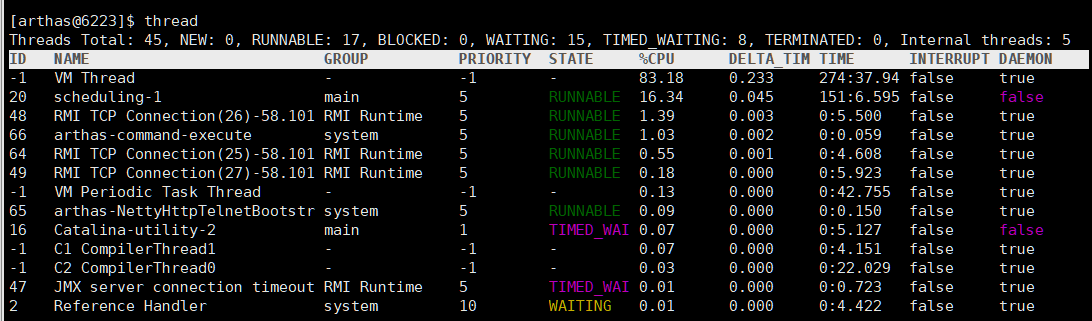 [arthas@6223]$ thread
Threads Total: 45, NEW: 0, RUNNABLE: 17, BLOCKED: 0, WAITING: 15, TIMED_WAITING: 8, TERMINATED: 0, Internal threads: 5
ID NAME GROUP PRIORITY STATE %CPU DELTA_TIM TIME INTERRUPT DAEMON
-1 VM Thread - -1 - 83.18 0.233 274:37.94 false true
20 scheduling-1 main 5 RUNNABLE 16.34 0.045 151:6.595 false false
48 RMI TCP Connection(26)-58.101 RMI Runtime 5 RUNNABLE 1.39 0.003 0:5.500 false true
66 arthas-command-execute system 5 RUNNABLE 1.03 0.002 0:0.059 false true
64 RMI TCP Connection(25)-58.101 RMI Runtime 5 RUNNABLE 0.55 0.001 0:4.608 false true
49 RMI TCP Connection(27)-58.101 RMI Runtime 5 RUNNABLE 0.18 0.000 0:5.923 false true
-1 VM Periodic Task Thread - -1 - 0.13 0.000 0:42.755 false true
65 arthas-NettyHttpTelnetBootstr system 5 RUNNABLE 0.09 0.000 0:0.150 false true
16 Catalina-utility-2 main 1 TIMED_WAI 0.07 0.000 0:5.127 false false
-1 C1 CompilerThread1 - -1 - 0.07 0.000 0:4.151 false true
-1 C2 CompilerThread0 - -1 - 0.03 0.000 0:22.029 false true
47 JMX server connection timeout RMI Runtime 5 TIMED_WAI 0.01 0.000 0:0.723 false true
2 Reference Handler system 10 WAITING 0.01 0.000 0:4.422 false true